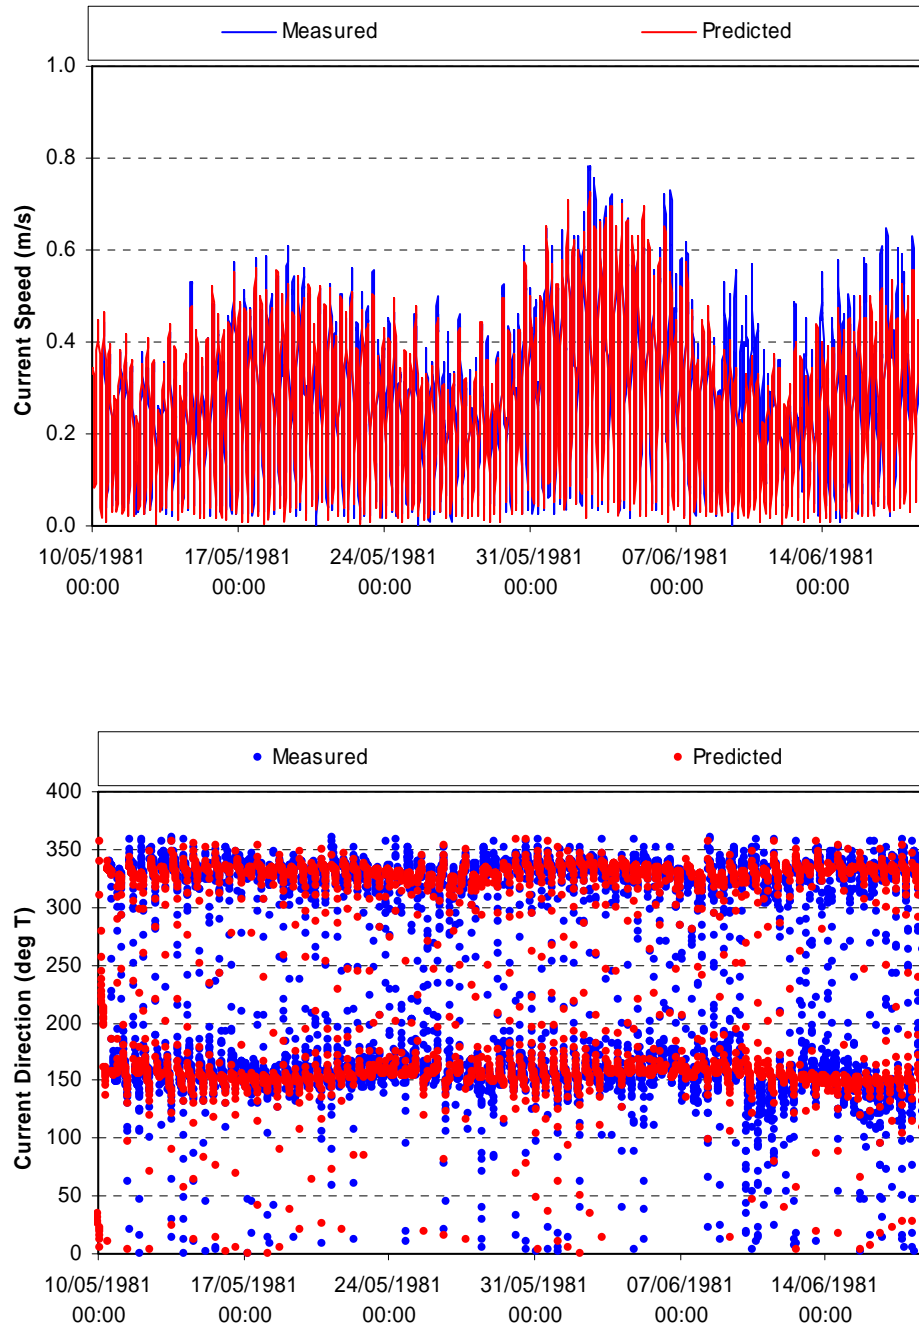 Measured Predicted
1.0
0.8
0.6
0.4
0.2
0.0
Current Speed (m/s)
10/05/1981 17/05/1981 24/05/1981 31/05/1981 07/06/1981 14/06/1981
00:00 00:00 00:00 00:00 00:00 00:00
Measured Predicted
400
350
300
250
200
150
100
50
0
Current Direction (deg T)
10/05/1981 17/05/1981 24/05/1981 31/05/1981 07/06/1981 14/06/1981
00:00 00:00 00:00 00:00 00:00 00:00